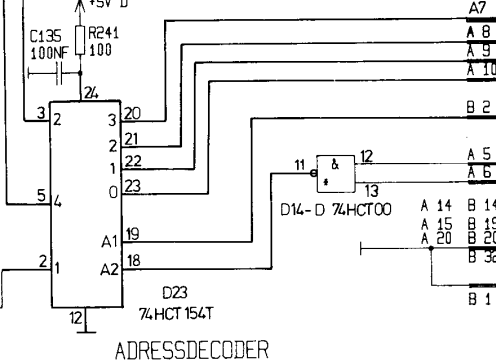 +5V D
C135
100NF
R241
100
24
3 2 3 20
2 21
1 22
5 4 0 23
A1 19
2 1 A2 18
12
D23
74HCT154T
ADRESSDECODER
11 & 12
*
13
D14-D 74HCT00
A7
A 8
A 9
A 10
B 2
A 5
A 6
A 14 B 14
A 15 B 19
A 20 B 20
B 32
B 1